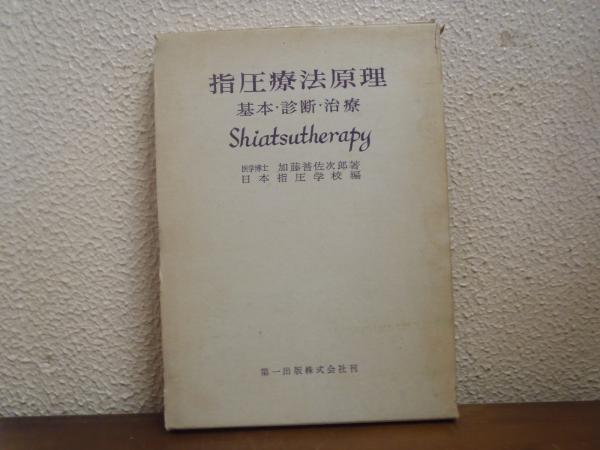 指圧療法原理
基本・診断・治療
Shiatsutherapy
医学博士 加藤普佐次郎著
日本指圧学校編
第一出版株式会社刊